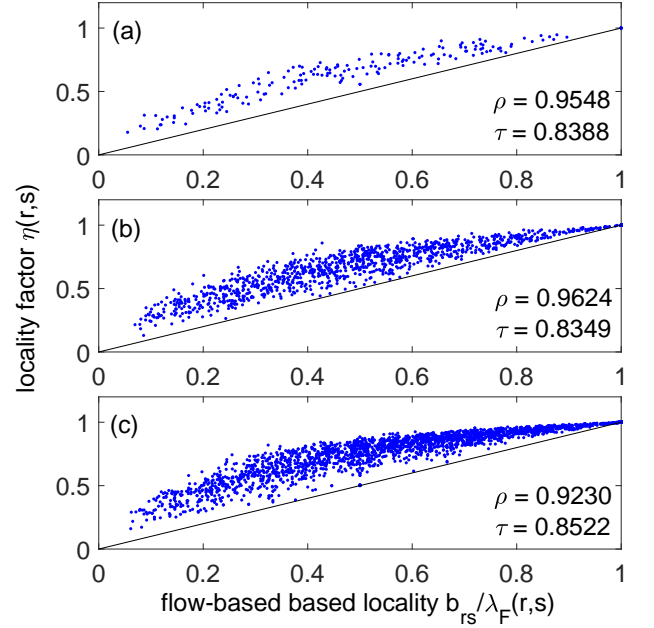 1
(a)
0.5
ρ = 0.9548
τ = 0.8388
0
0 0.2 0.4 0.6 0.8 1
1
(b)
0.5
ρ = 0.9624
τ = 0.8349
0
0 0.2 0.4 0.6 0.8 1
1
(c)
0.5
ρ = 0.9230
τ = 0.8522
0
0 0.2 0.4 0.6 0.8 1
locality factor η(r,s)
flow-based based locality b_rs/λ_F(r,s)